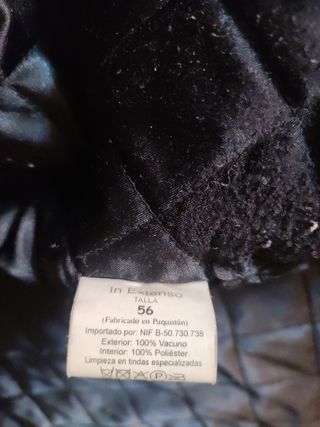 In Extenso
TALLA
56
(Fabricado en Paquistán)
Importado por: NIF B-50.730.738
Exterior: 100% Vacuno
Interior: 100% Poliéster
Limpieza en tindas especializadas